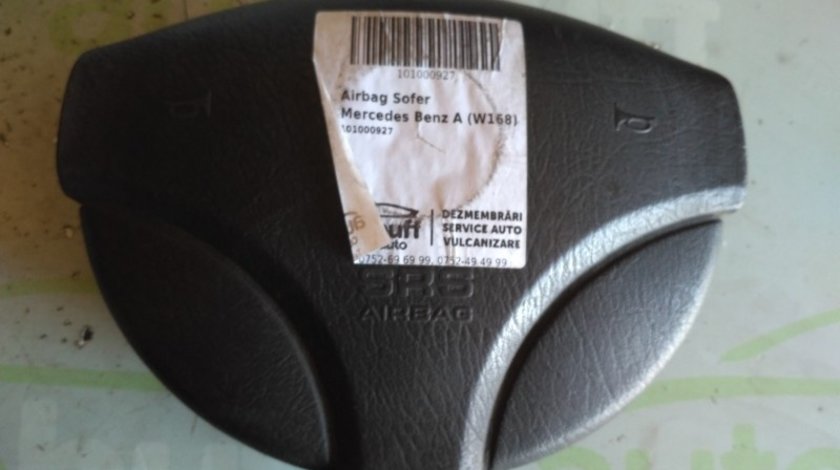 101000927
Airbag Sofer
Mercedes Benz A (W168)
101000927
auto
DEZMEMBRĂRI
SERVICE AUTO
VULCANIZARE
0752-69 69 99, 0752-49 49 99
SRS
AIRBAG